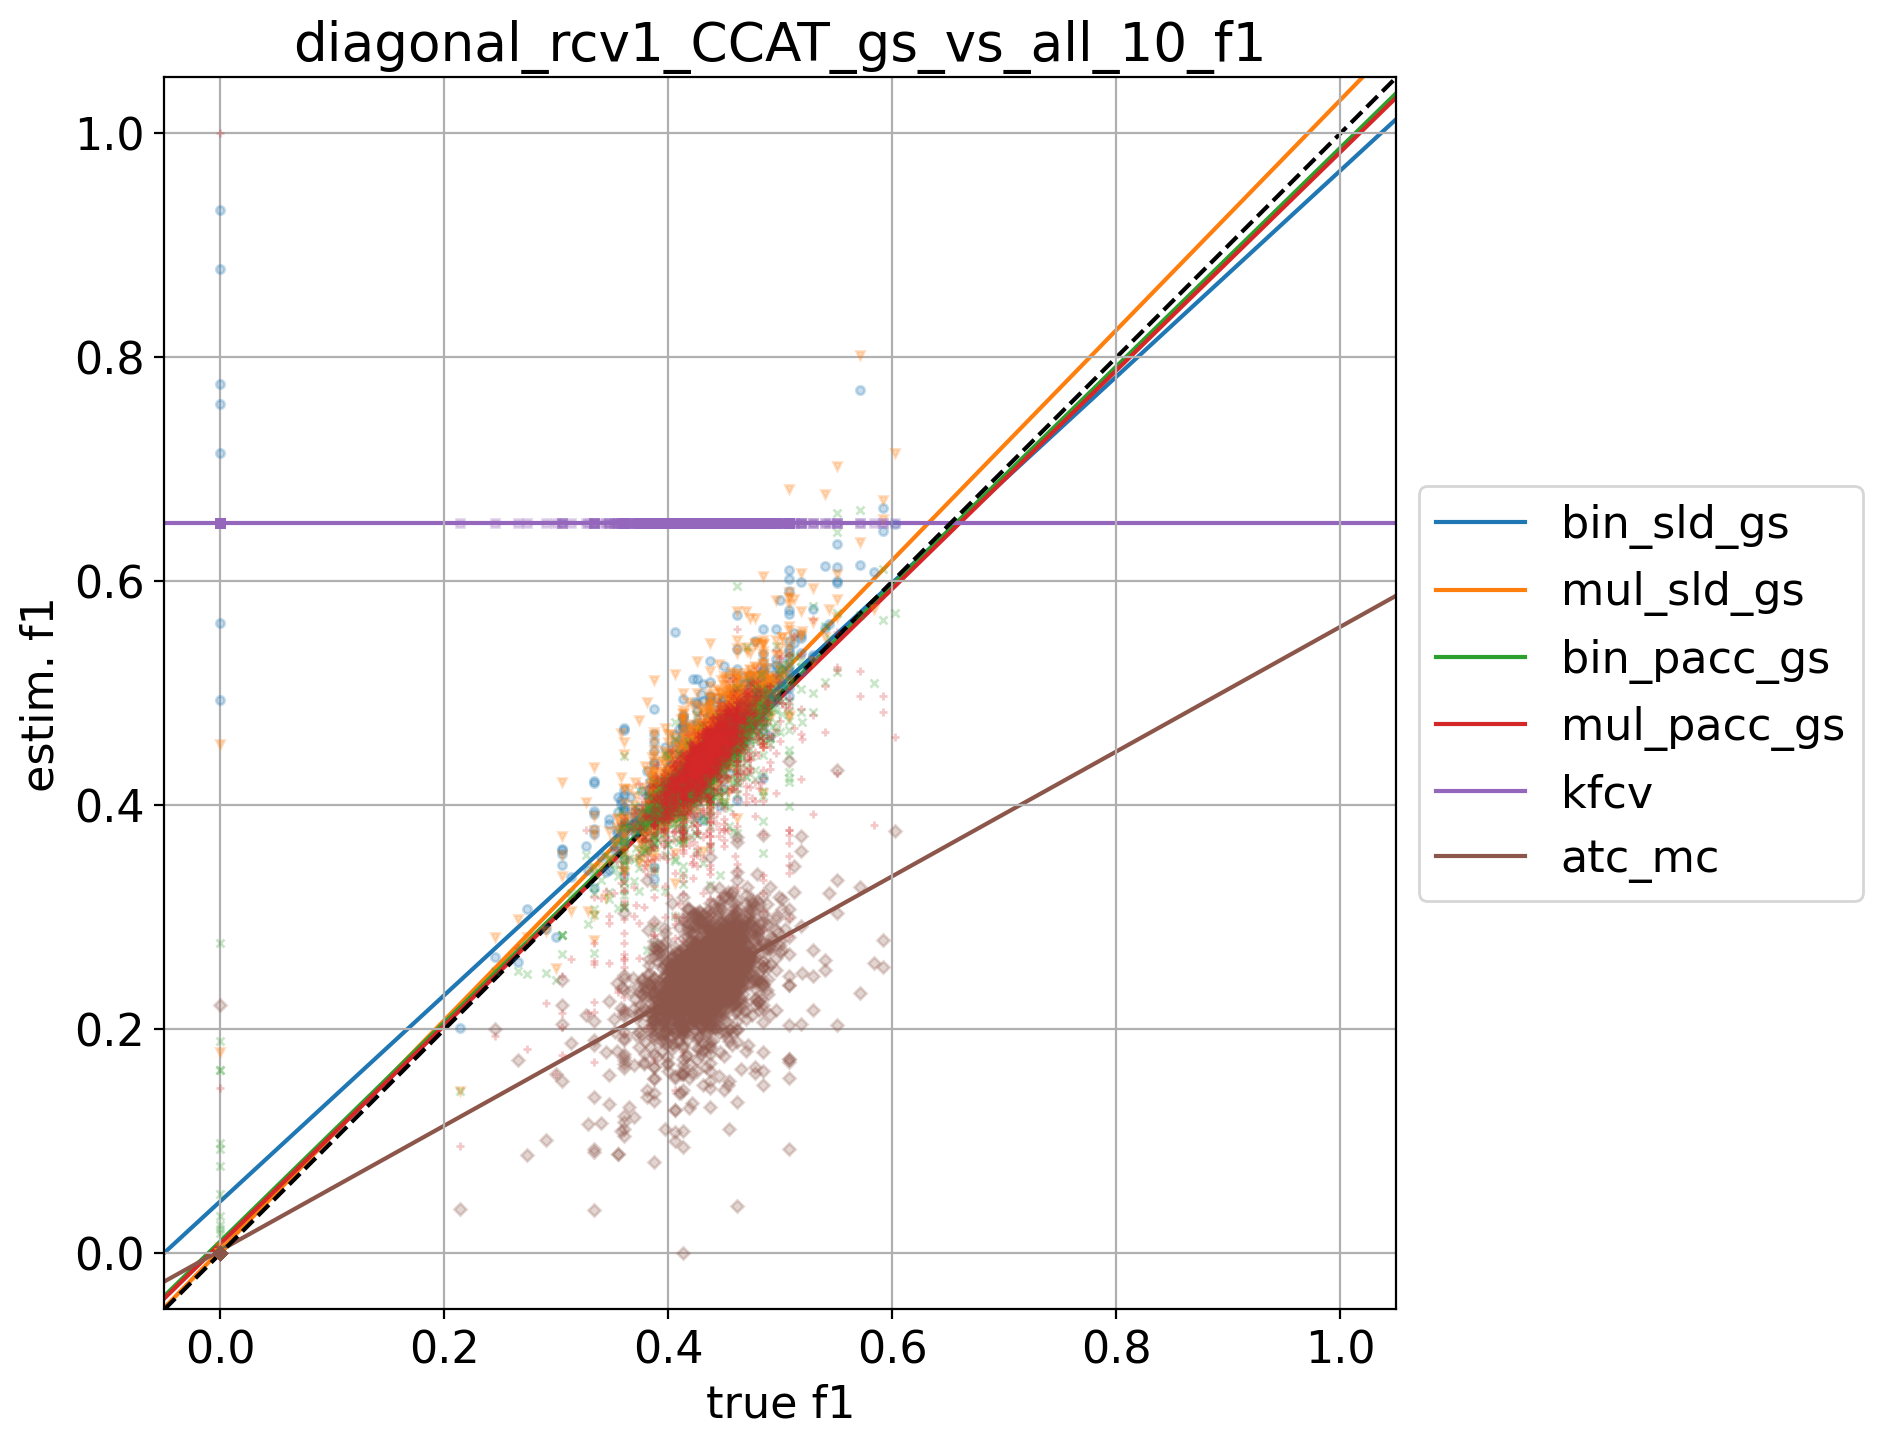 diagonal_rcv1_CCAT_gs_vs_all_10_f1
1.0
0.8
0.6
0.4
0.2
0.0
estim. f1
0.0 0.2 0.4 0.6 0.8 1.0
true f1
bin_sld_gs
mul_sld_gs
bin_pacc_gs
mul_pacc_gs
kfcv
atc_mc